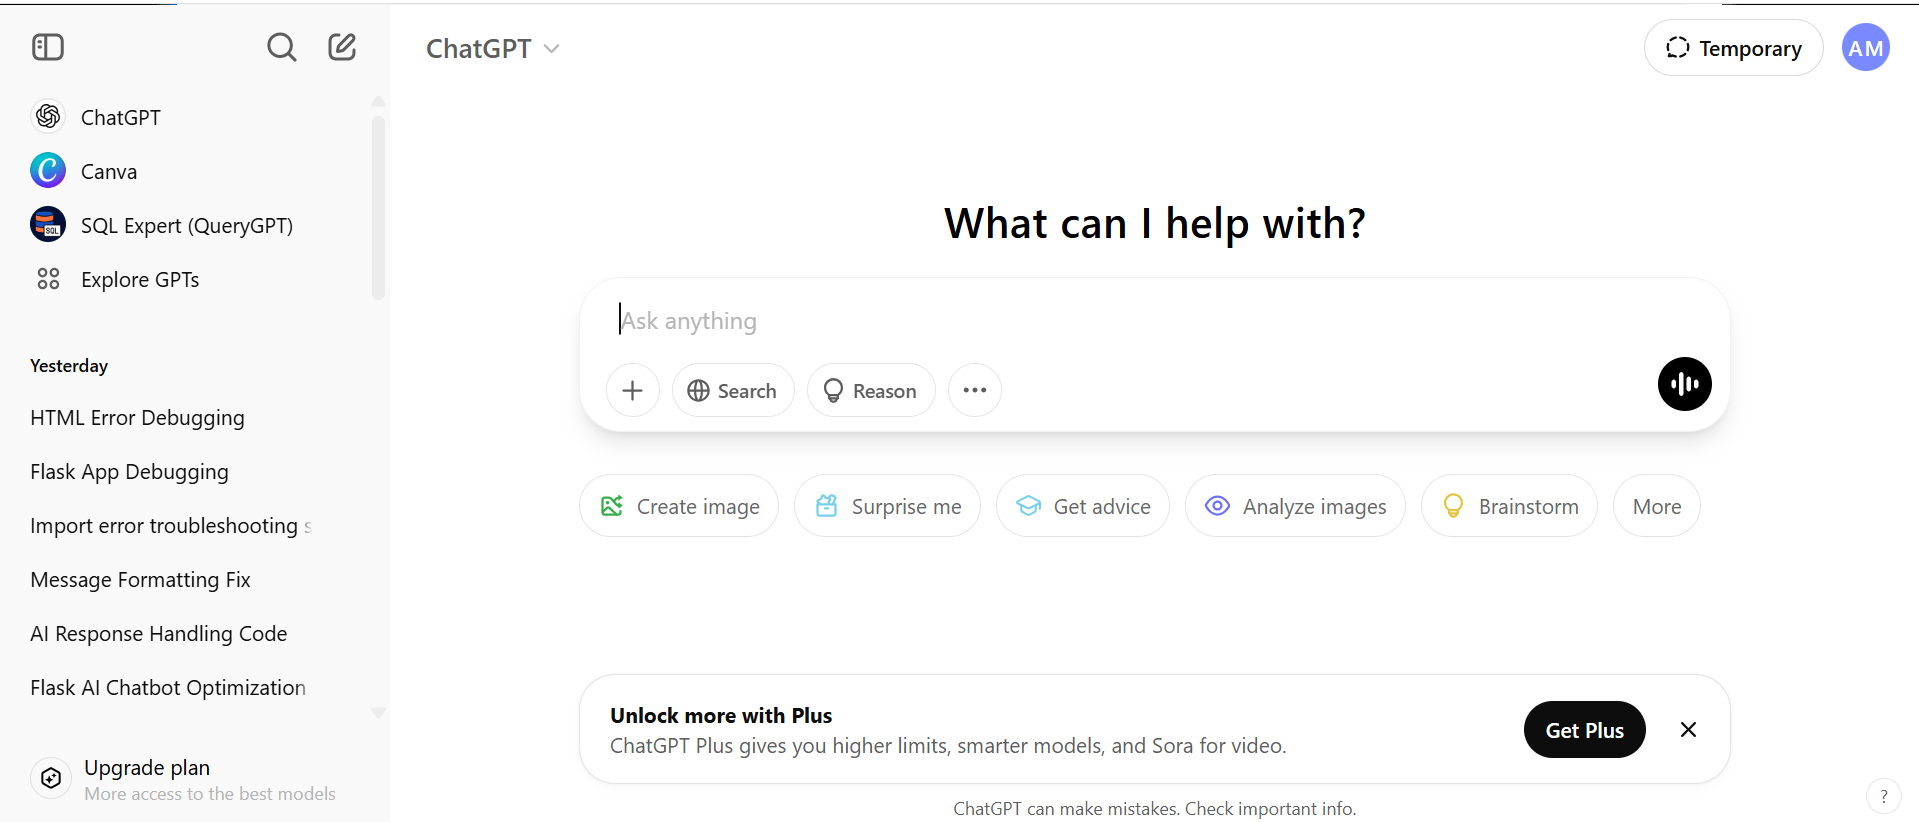 ChatGPT
Canva
SQL
SQL Expert (QueryGPT)
Explore GPTs
Yesterday
HTML Error Debugging
Flask App Debugging
Import error troubleshooting s
Message Formatting Fix
AI Response Handling Code
Flask AI Chatbot Optimization
Upgrade plan
More access to the best models
ChatGPT
Temporary
AM
What can I help with?
Ask anything
Search
Reason
Create image
Surprise me
Get advice
Analyze images
Brainstorm
More
Unlock more with Plus
ChatGPT Plus gives you higher limits, smarter models, and Sora for video.
Get Plus
ChatGPT can make mistakes. Check important info.
?